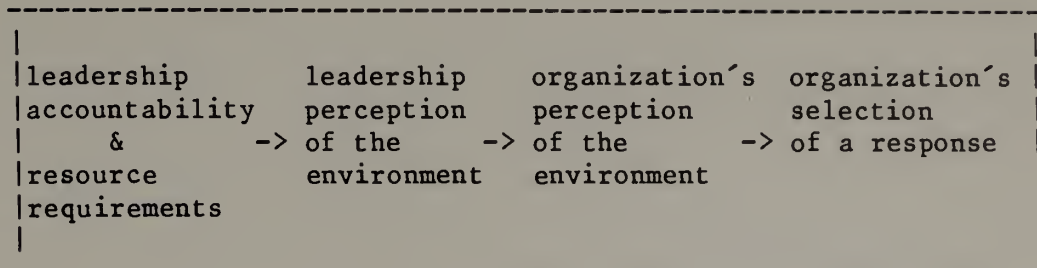 leadership leadership organization´s organization´s
accountability perception perception selection
& -> of the -> of the -> of a response
resource environment environment
requirements